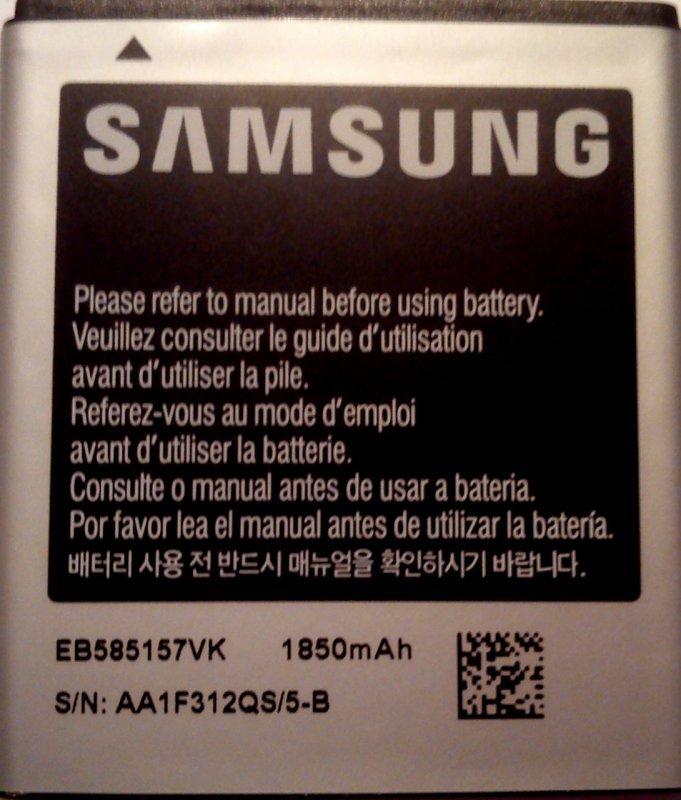 SAMSUNG
Please refer to manual before using battery.
Veuillez consulter le guide d'utilisation
avant d'utiliser la pile.
Referez-vous au mode d'emploi
avant d'utiliser la batterie.
Consulte o manual antes de usar a bateria.
Por favor lea el manual antes de utilizar la batería.
배터리 사용 전 반드시 매뉴얼을 확인하시기 바랍니다.
EB585157VK 1850mAh
S/N: AA1F312QS/5-B